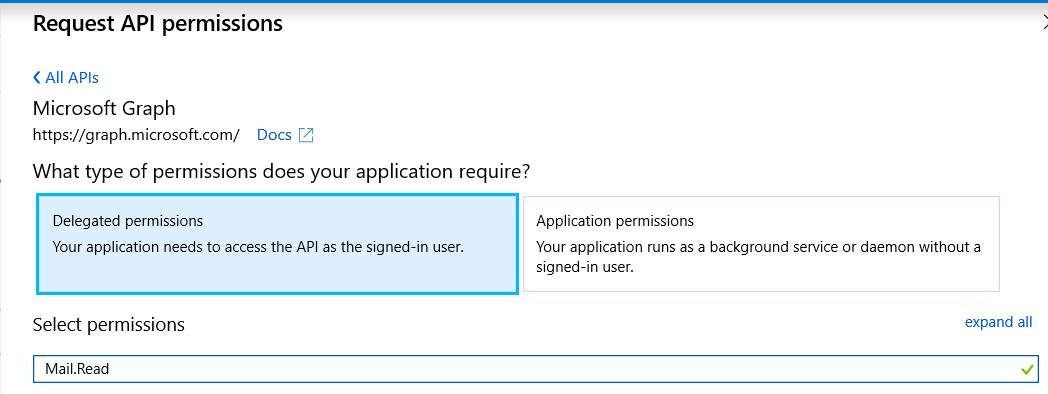 Request API permissions
All APIs
Microsoft Graph
https://graph.microsoft.com/ Docs
What type of permissions does your application require?
Delegated permissions
Your application needs to access the API as the signed-in user.
Application permissions
Your application runs as a background service or daemon without a
signed-in user.
Select permissions
expand all
Mail.Read